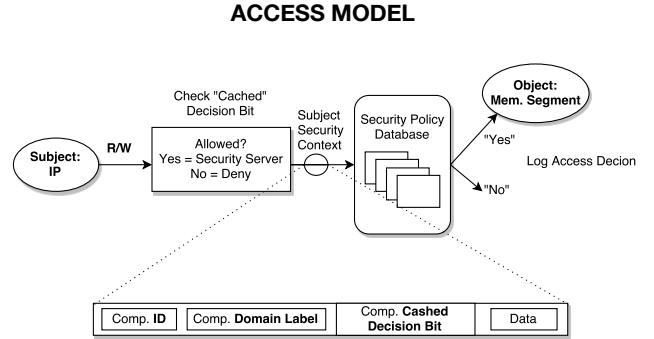 ACCESS MODEL
Check "Cached"
Decision Bit
Subject:
IP
R/W
Allowed?
Yes = Security Server
No = Deny
Subject
Security
Context
Security Policy
Database
Object:
Mem. Segment
"Yes"
"No"
Log Access Decion
Comp. ID
Comp. Domain Label
Comp. Cashed
Decision Bit
Data